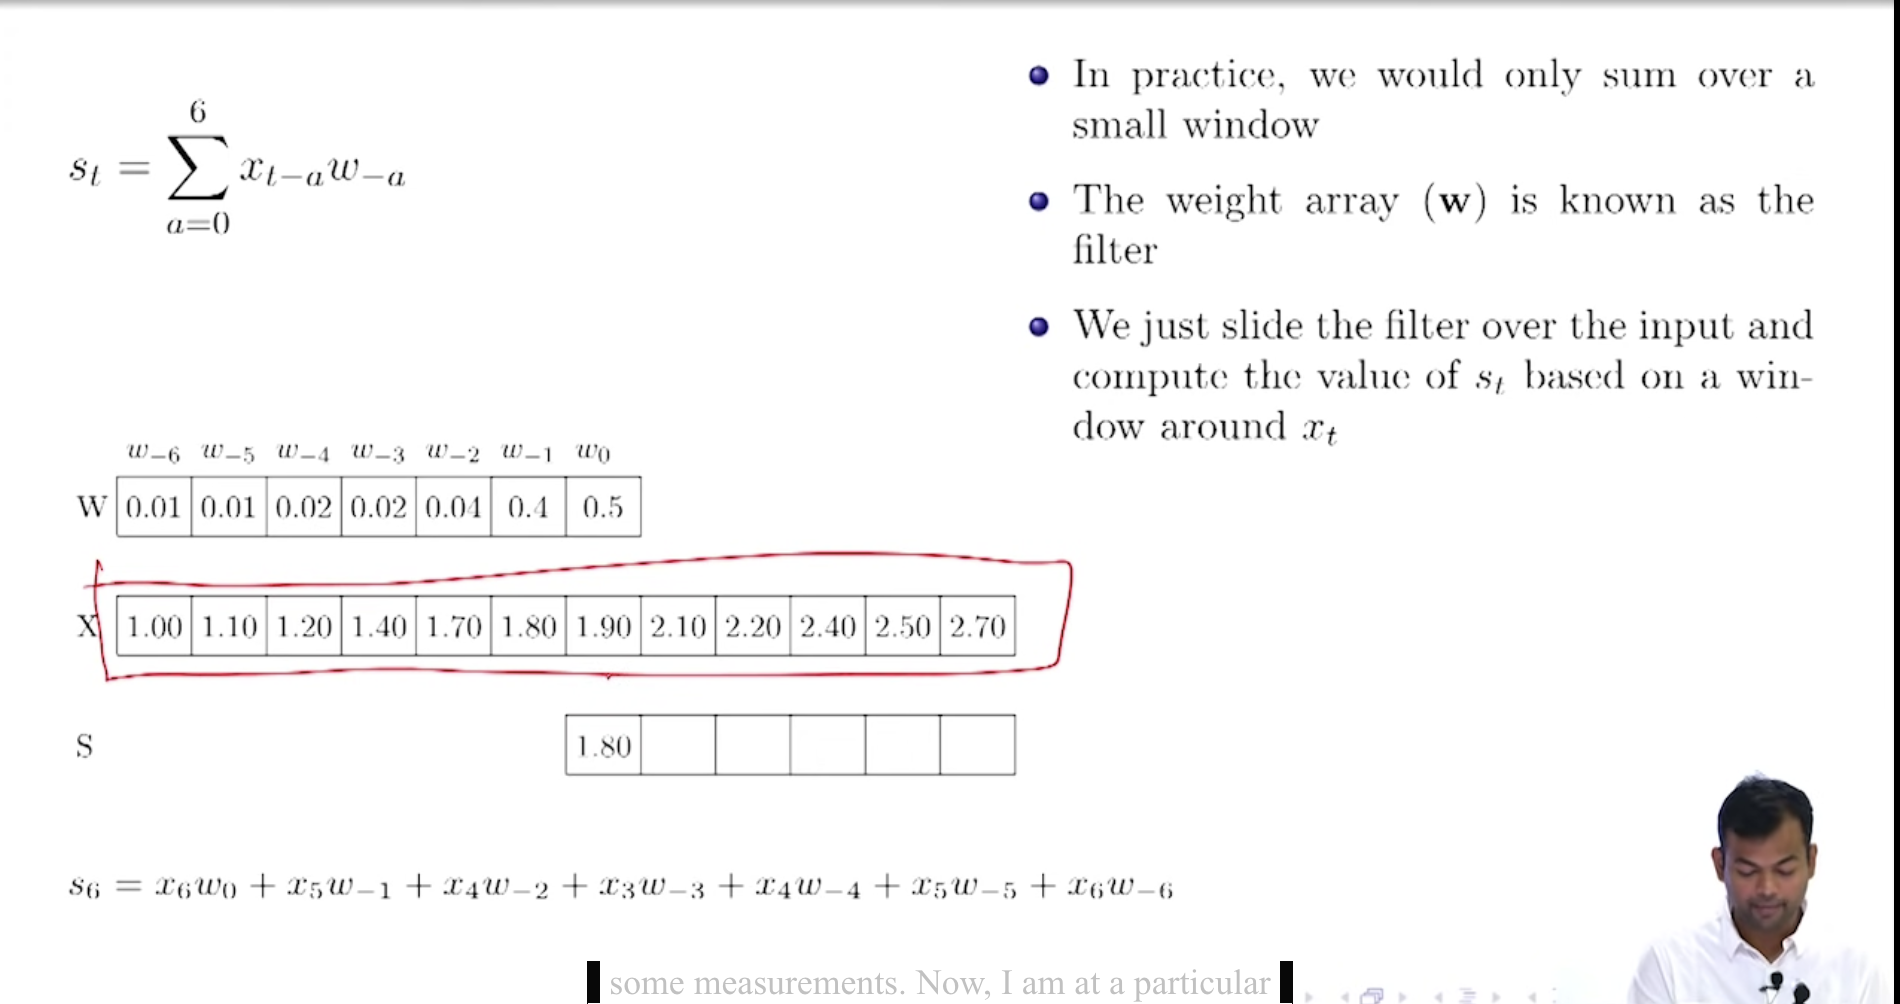 s_t = \sum_{a=0}^{6} x_{t-a}w_{-a}
In practice, we would only sum over a
small window
The weight array (w) is known as the
filter
We just slide the filter over the input and
compute the value of s_t based on a win-
dow around x_t
w_{-6} w_{-5} w_{-4} w_{-3} w_{-2} w_{-1} w_0
W 0.01 0.01 0.02 0.02 0.04 0.4 0.5
X 1.00 1.10 1.20 1.40 1.70 1.80 1.90 2.10 2.20 2.40 2.50 2.70
S 1.80
s_6 = x_6w_0 + x_5w_{-1} + x_4w_{-2} + x_3w_{-3} + x_4w_{-4} + x_5w_{-5} + x_6w_{-6}
some measurements. Now, I am at a particular